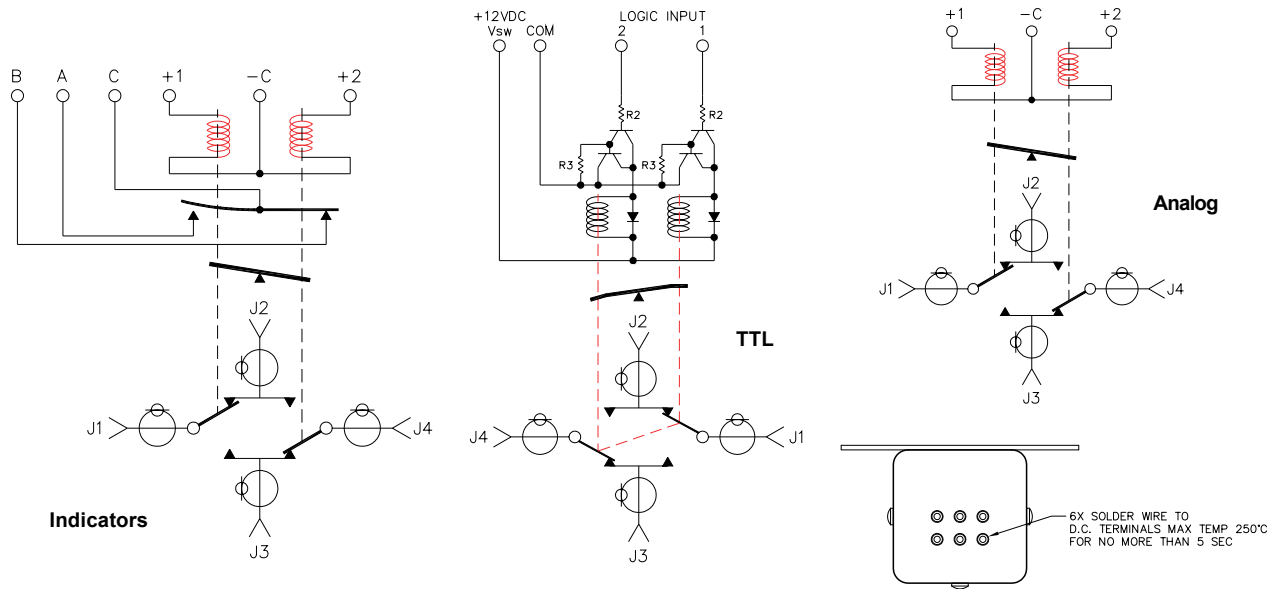 B A C +1 -C +2
J2
J1
J4
J3
Indicators
+12VDC
Vsw COM
LOGIC INPUT
2 1
R2 R2
R3 R3
J2
TTL
J4
J1
J3
+1 -C +2
J2
Analog
J1
J4
J3
6X SOLDER WIRE TO
D.C. TERMINALS MAX TEMP 250°C
FOR NO MORE THAN 5 SEC